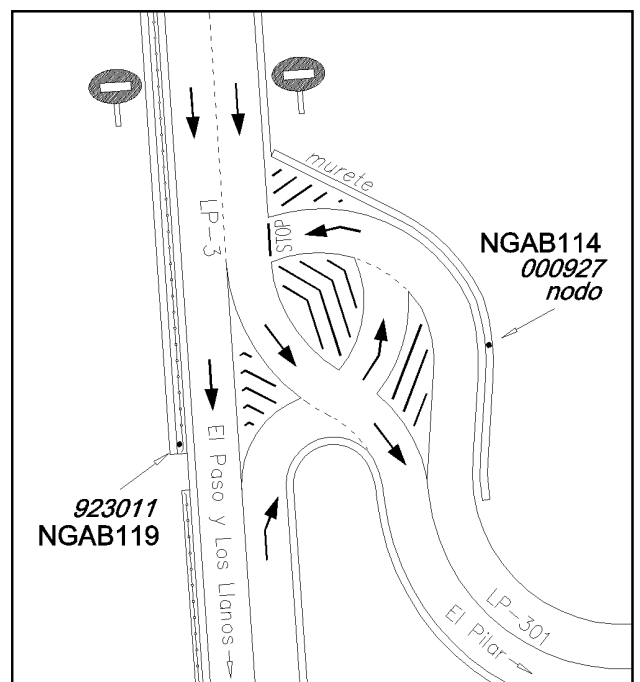 murete
STOP
LP-3
NGAB114
000927
nodo
923011
NGAB119
El Paso y Los Llanos →
LP-301
El Pilar →